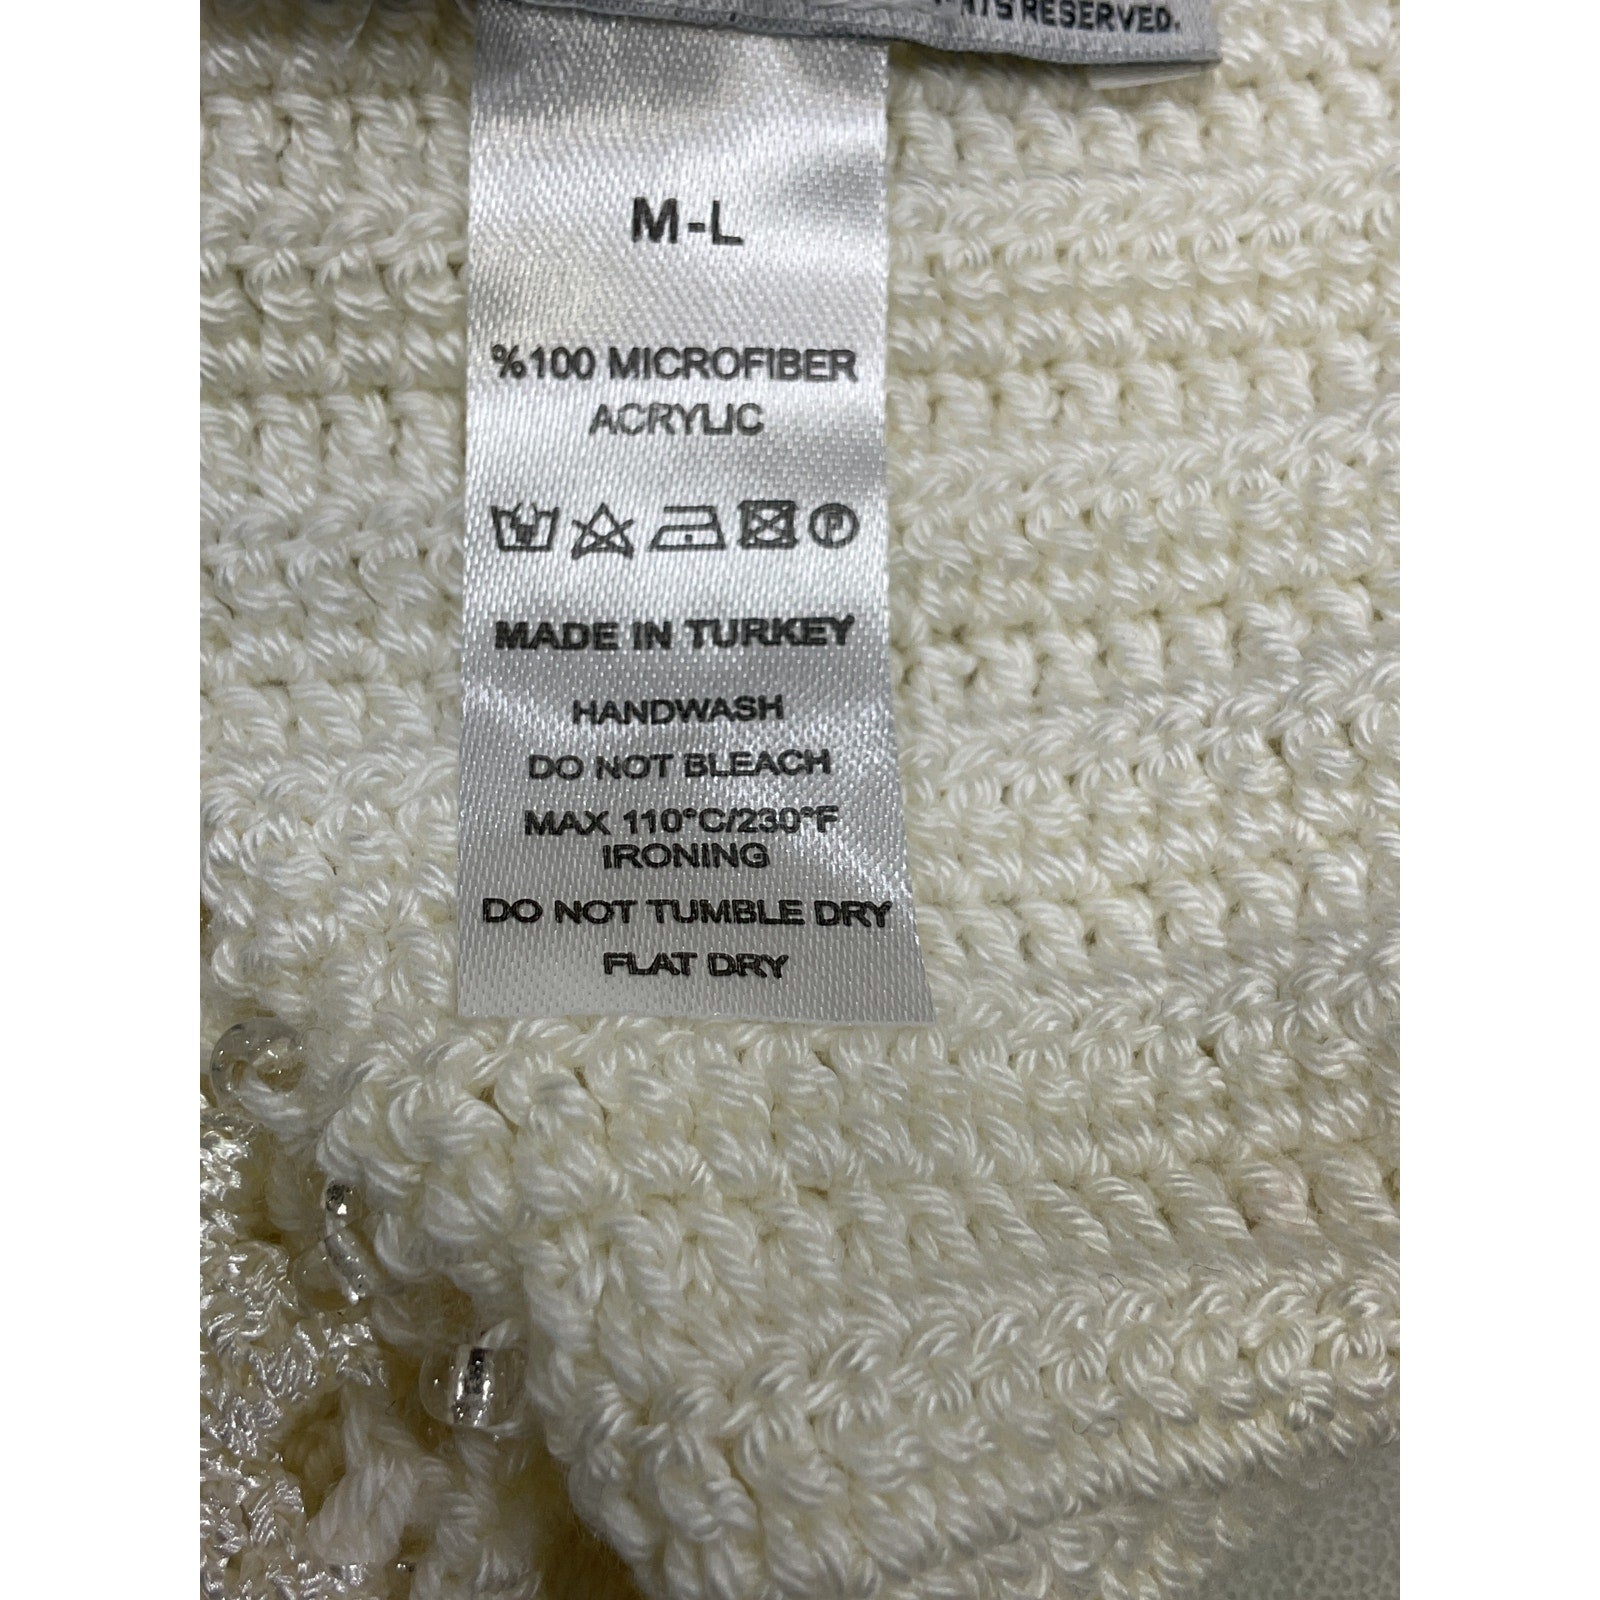 RESERVED.
M-L
%100 MICROFIBER
ACRYLIC
P
MADE IN TURKEY
HANDWASH
DO NOT BLEACH
MAX 110°C/230°F
IRONING
DO NOT TUMBLE DRY
FLAT DRY